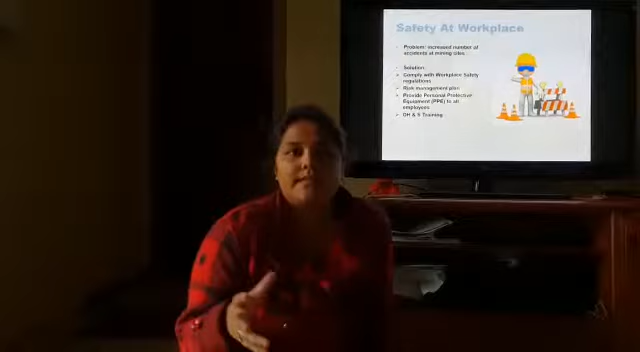 Safety At Workplace
Problem: increased number of
accidents at mining sites
Solution:
Comply with Workplace Safety
regulations
Risk management plan
Provide Personal Protective
Equipment (PPE) to all
employees
OH & S Training